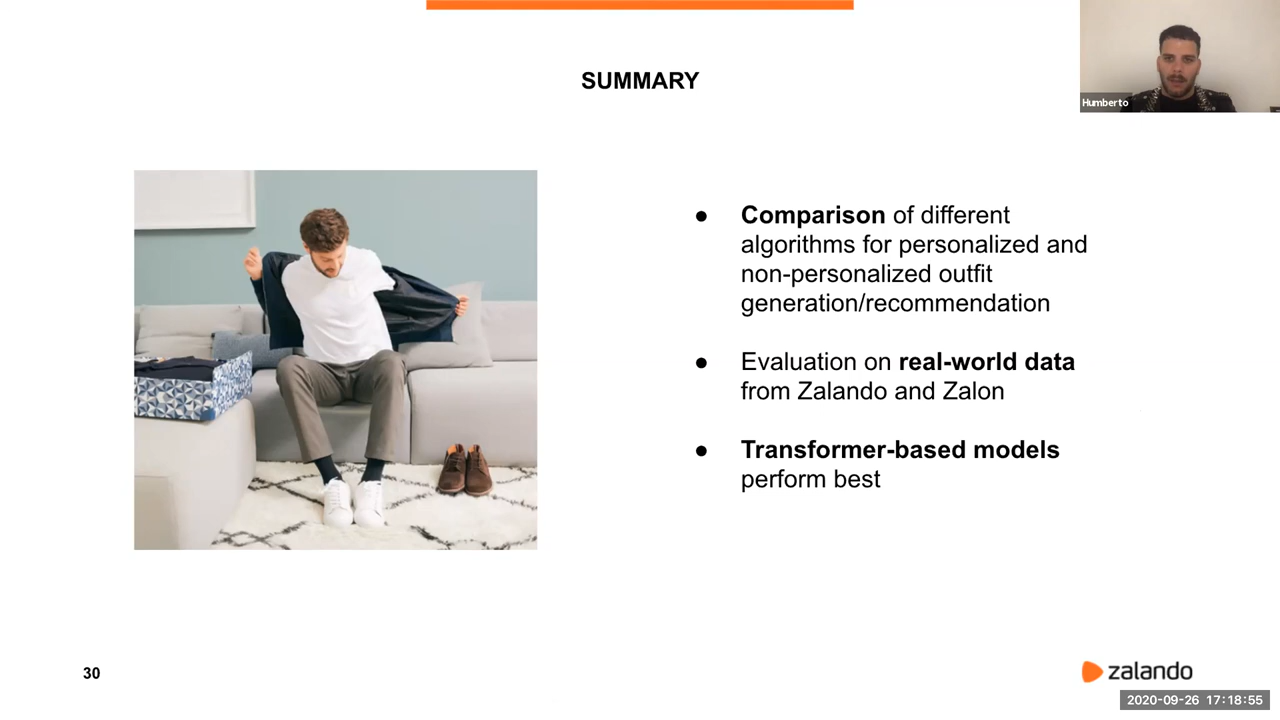 SUMMARY
Humberto
● Comparison of different
algorithms for personalized and
non-personalized outfit
generation/recommendation
● Evaluation on real-world data
from Zalando and Zalon
● Transformer-based models
perform best
30
zalando
2020-09-26 17:18:55